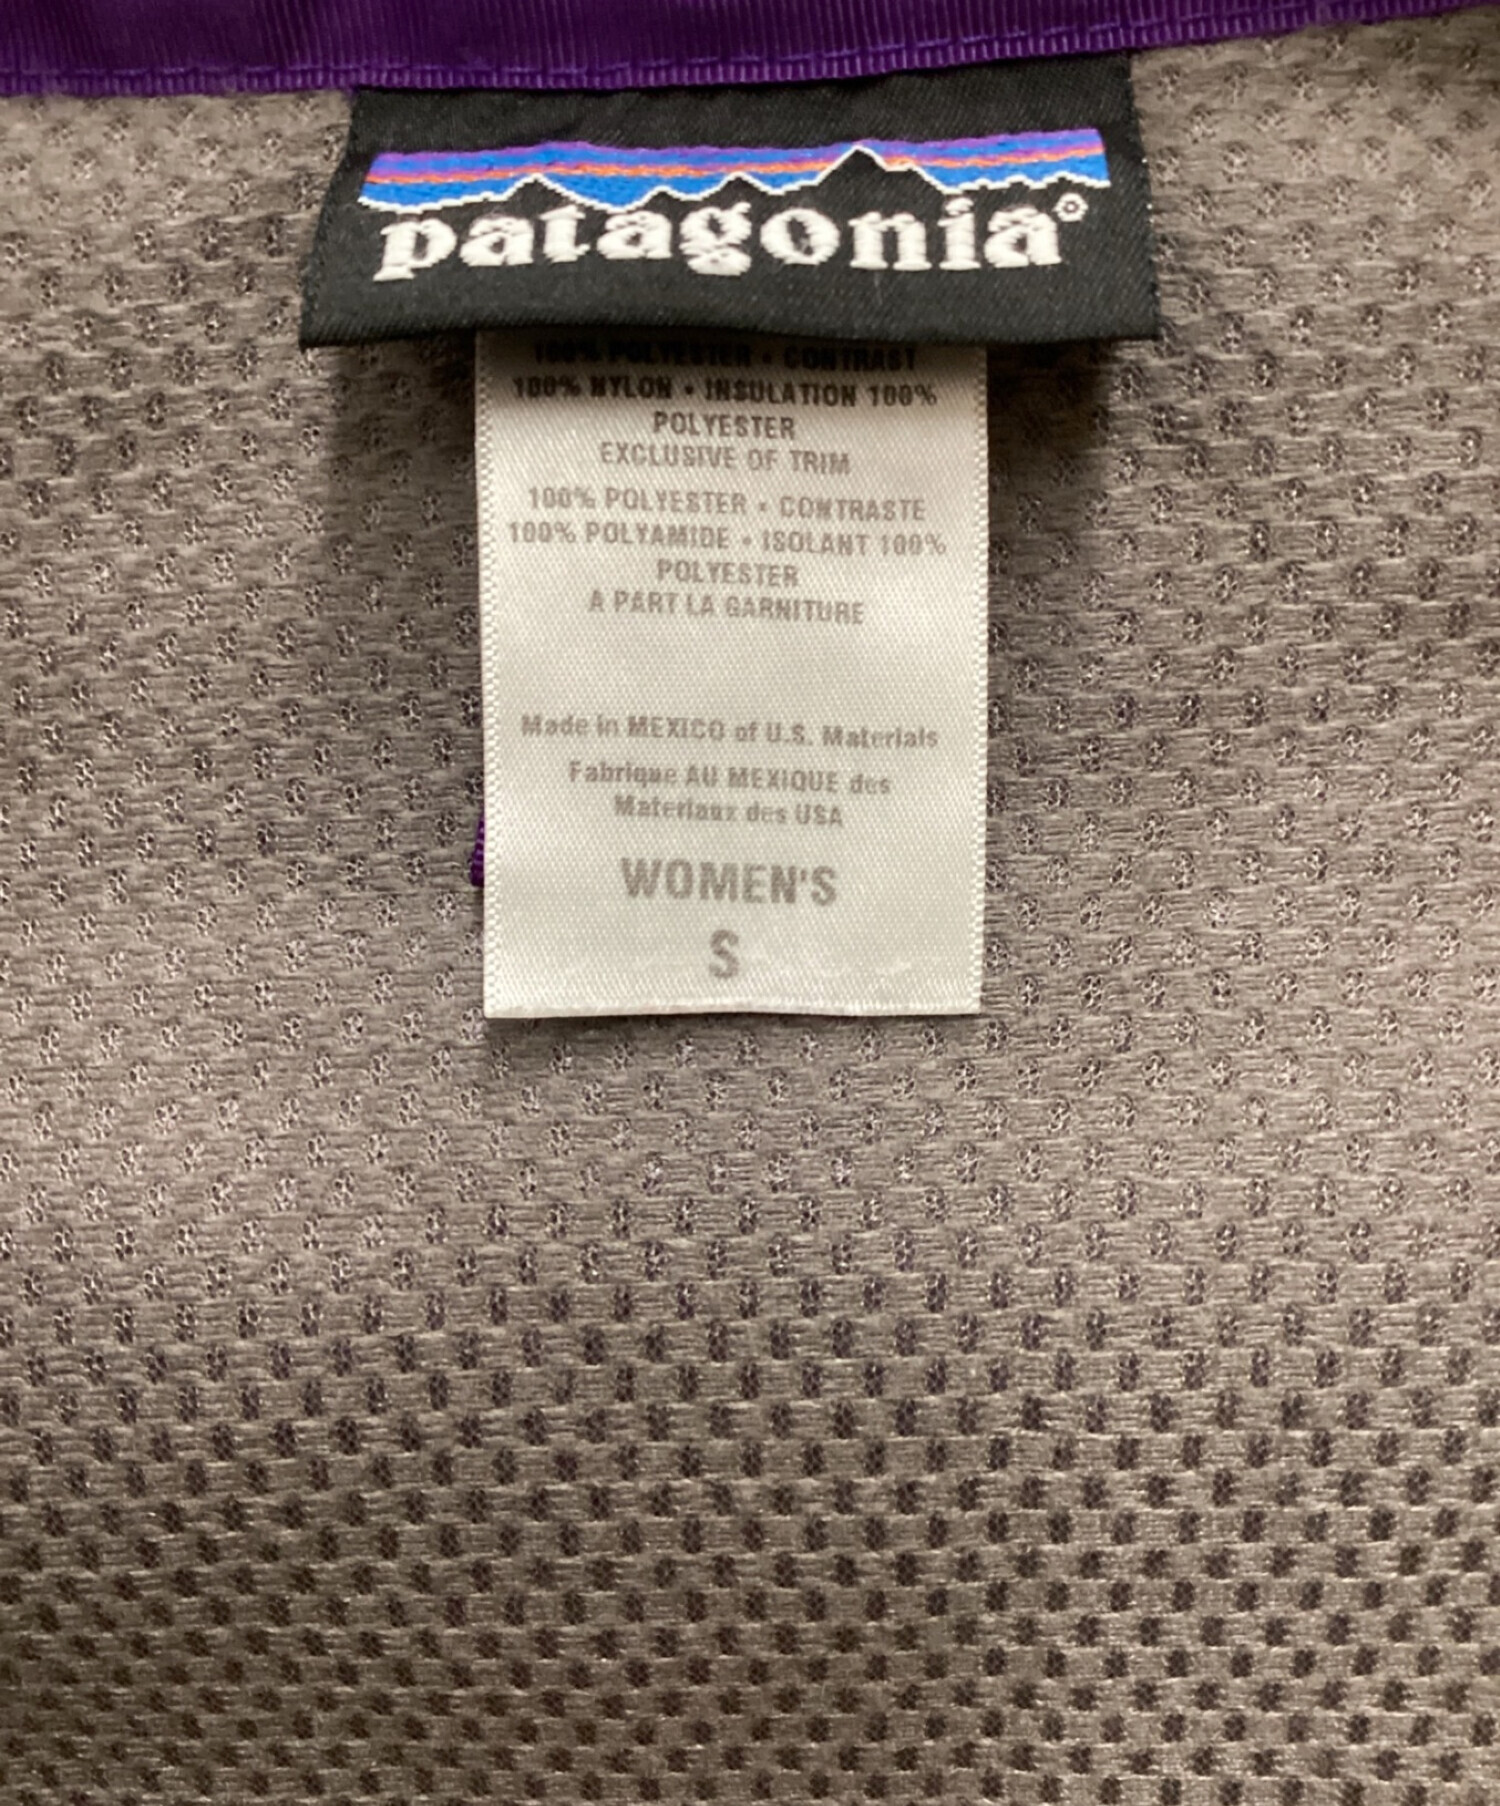 patagonia®
100% POLYESTER • CONTRAST
100% NYLON • INSULATION 100%
POLYESTER
EXCLUSIVE OF TRIM
100% POLYESTER • CONTRASTE
100% POLYAMIDE • ISOLANT 100%
POLYESTER
A PART LA GARNITURE
Made in MEXICO of U.S. Materials
Fabrique AU MEXIQUE des
Materiaux des USA
WOMEN'S
S